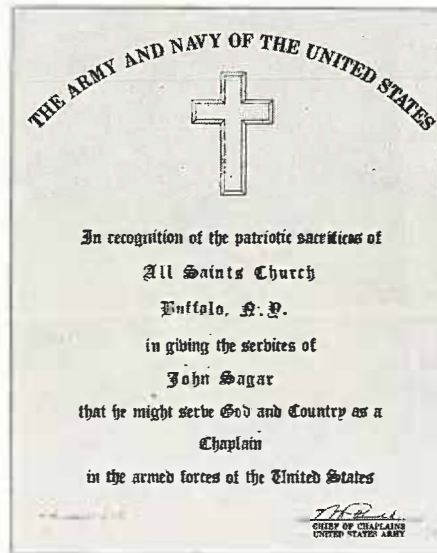 THE ARMY AND NAVY OF THE UNITED STATES
In recognition of the patriotic sacrifices of
All Saints Church
Buffalo, N. Y.
in giving the services of
John Sagar
that he might serve God and Country as a
Chaplain
in the armed forces of the United States
CHIEF OF CHAPLAINS
UNITED STATES ARMY